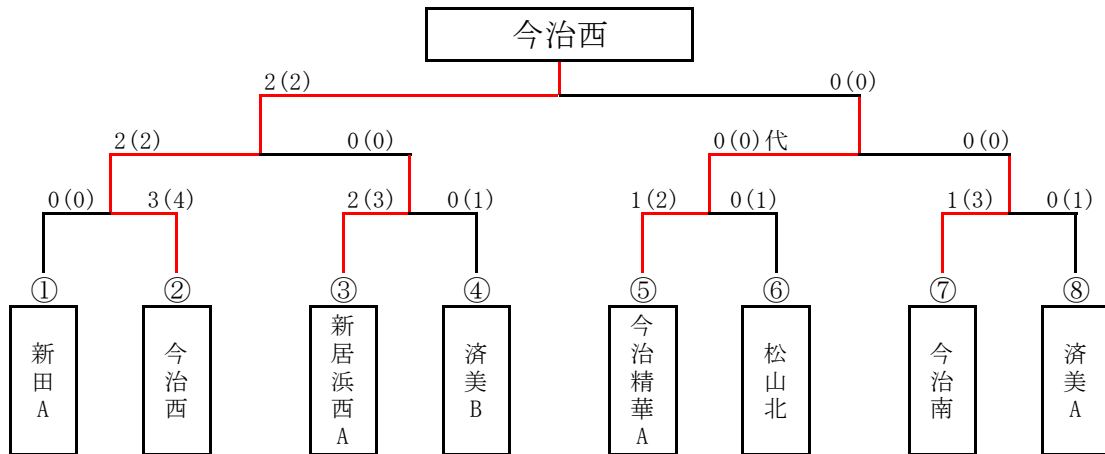 今治西
2(2) 0(0)
2(2) 0(0) 0(0)代 0(0)
0(0) 3(4) 2(3) 0(1) 1(2) 0(1) 1(3) 0(1)
① ② ③ ④ ⑤ ⑥ ⑦ ⑧
新田A
今治西
新居浜西A
済美B
今治精華A
松山北
今治南
済美A